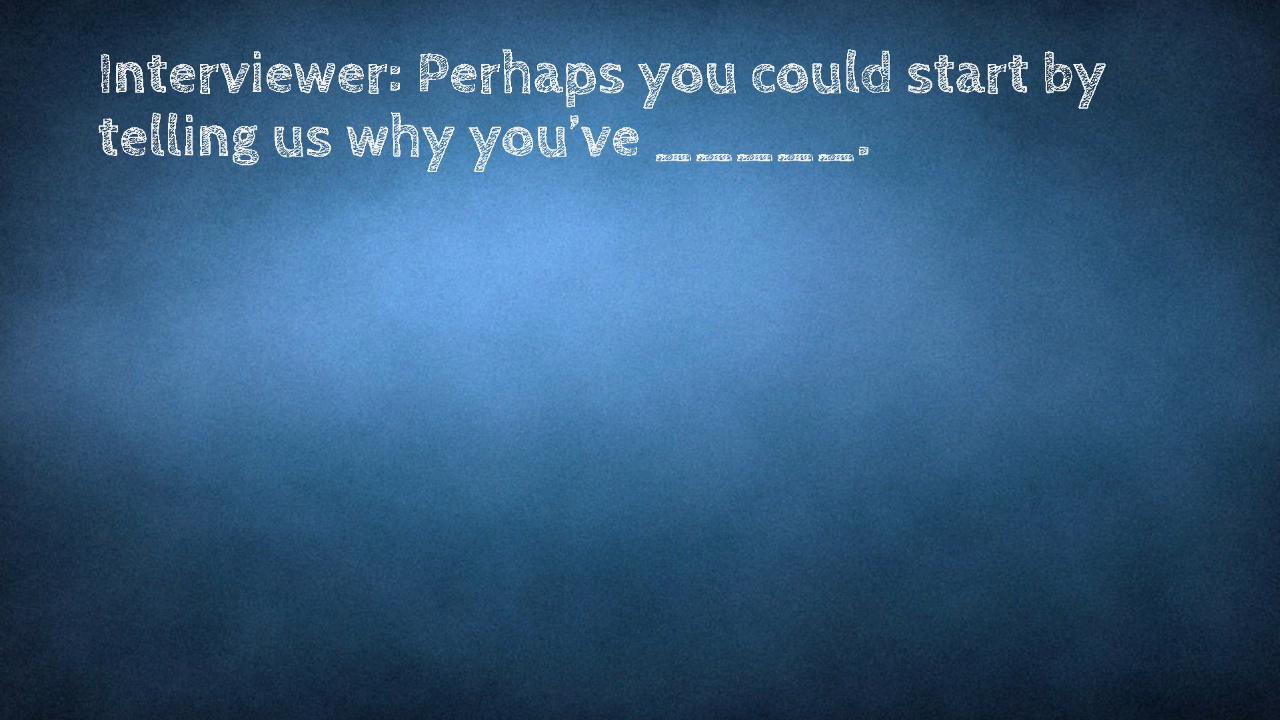 Interviewer: Perhaps you could start by
telling us why you’ve _____.